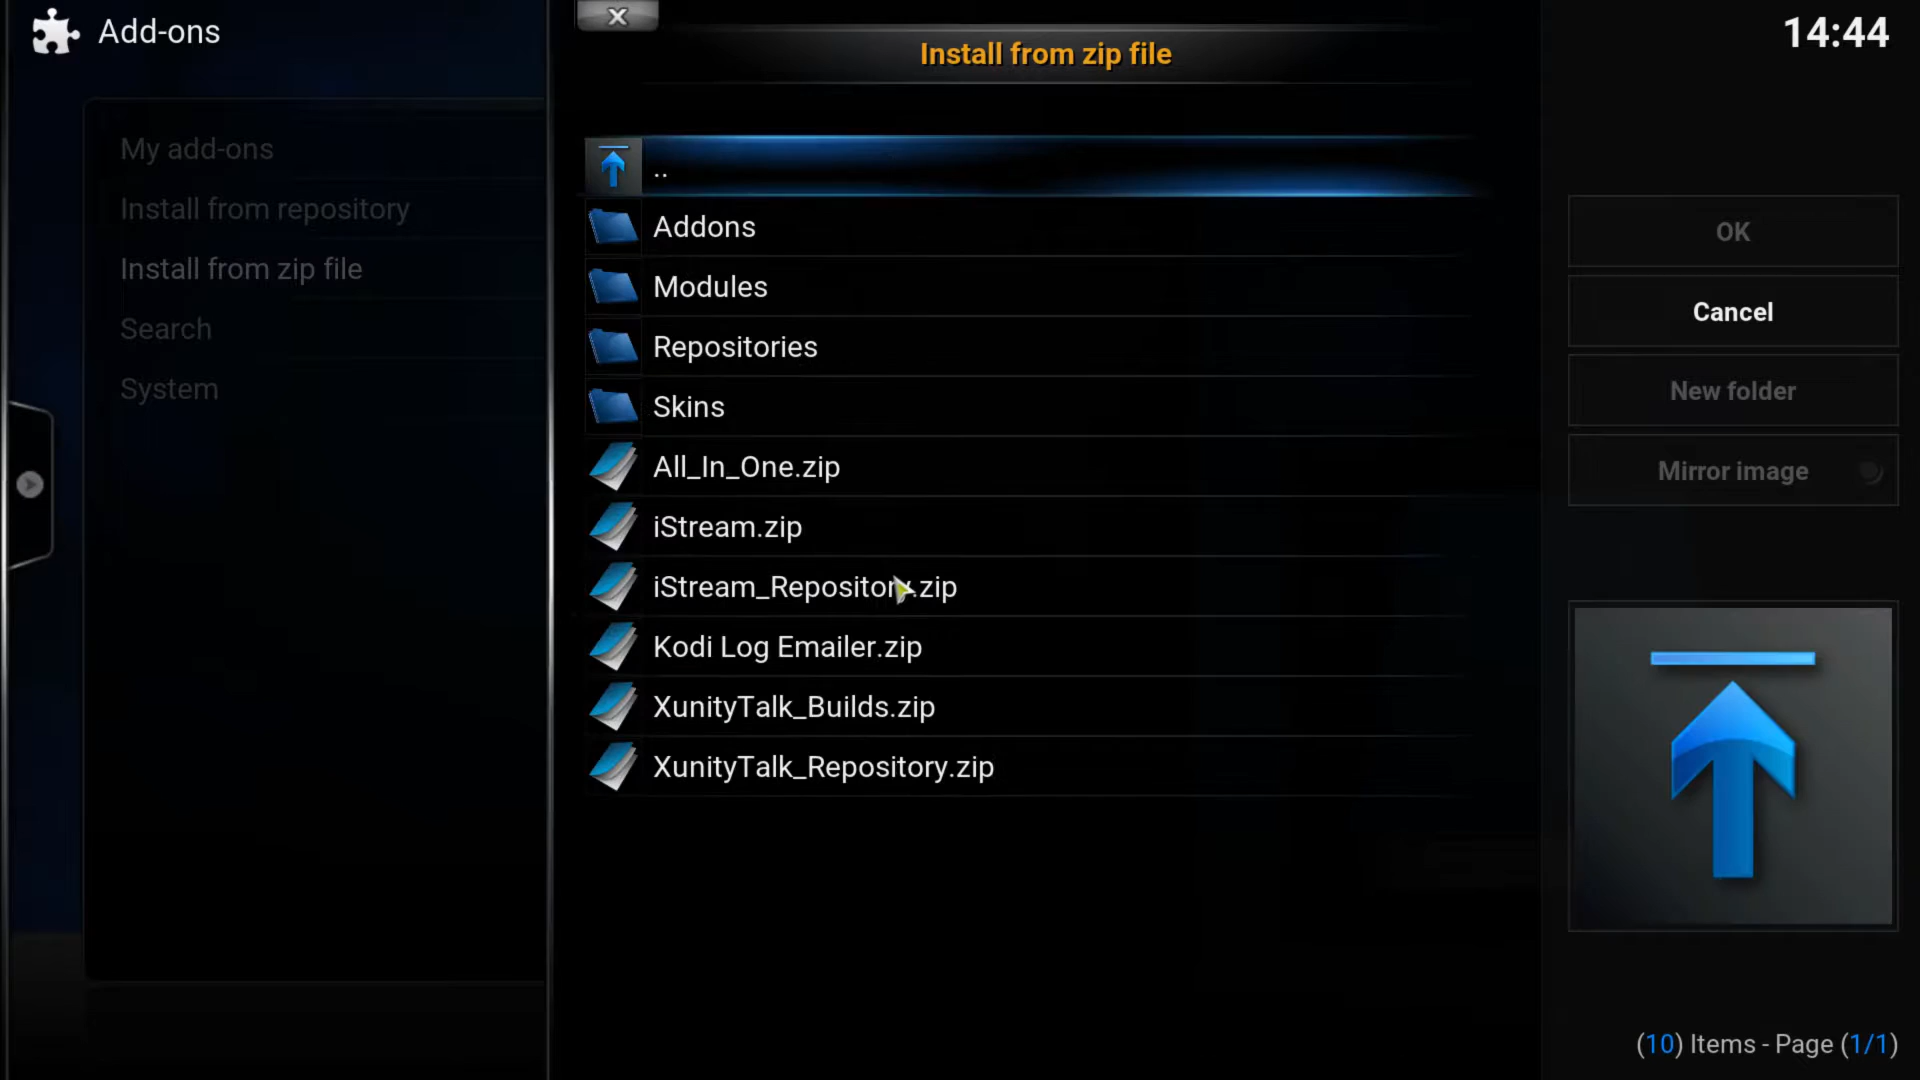 Add-ons
My add-ons
Install from repository
Install from zip file
Search
System
X
Install from zip file
..
Addons
Modules
Repositories
Skins
All_In_One.zip
iStream.zip
iStream_Repository.zip
Kodi Log Emailer.zip
XunityTalk_Builds.zip
XunityTalk_Repository.zip
14:44
OK
Cancel
New folder
Mirror image
(10) Items - Page (1/1)